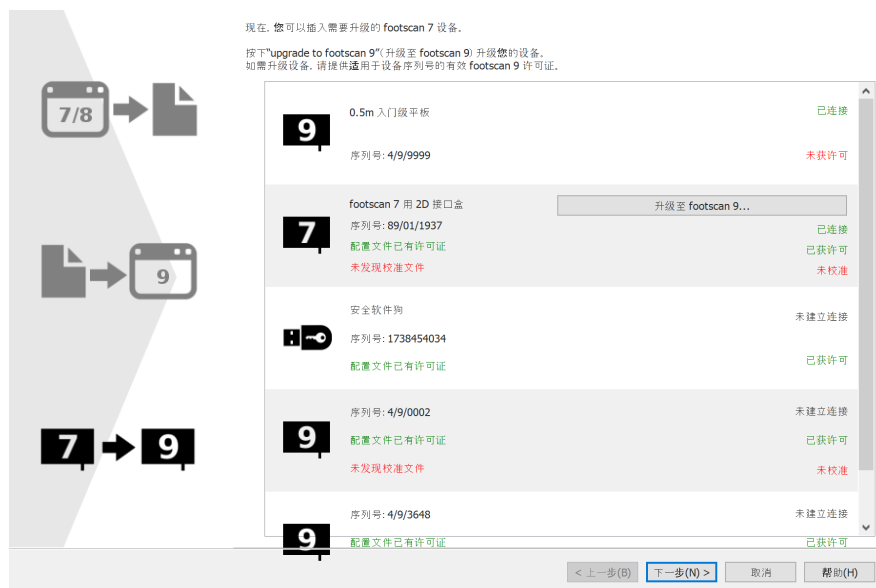 现在, 您可以插入需要升级的 footscan 7 设备。
按下“upgrade to footscan 9”(升级至 footscan 9) 升级您的设备。
如需升级设备, 请提供适用于设备序列号的有效 footscan 9 许可证。
7/8
9
7
9
9
0.5m 入门级平板
已连接
序列号: 4/9/9999
未获许可
7
footscan 7 用 2D 接口盒
升级至 footscan 9...
序列号: 89/01/1937
已连接
配置文件已有许可证
已获许可
未发现校准文件
未校准
安全软件狗
未建立连接
序列号: 1738454034
配置文件已有许可证
已获许可
9
序列号: 4/9/0002
未建立连接
配置文件已有许可证
已获许可
未发现校准文件
未校准
9
序列号: 4/9/3648
未建立连接
配置文件已有许可证
已获许可
< 上一步(B)
下一步(N) >
取消
帮助(H)